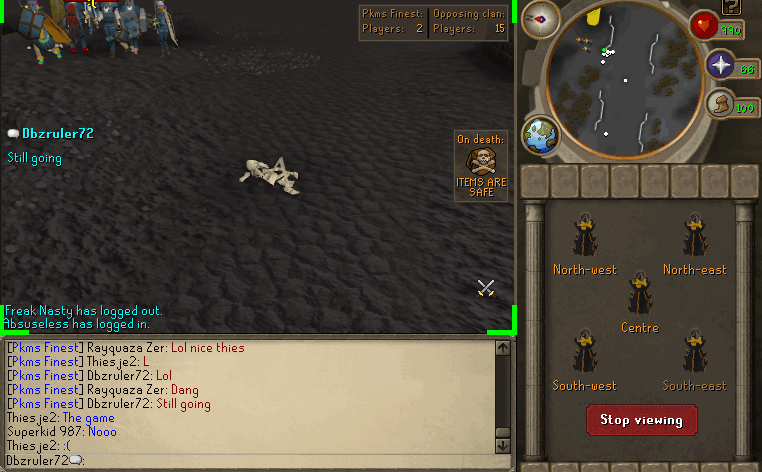 Pkms Finest: Opposing clan:
Players: 2 Players: 15
?
990
Dbzruler72
66
Still going
100
On death:
ITEMS ARE
SAFE
North-west North-east
Centre
South-west South-east
Stop viewing
Freak Nasty has logged out.
Absuseless has logged in.
[Pkms Finest] Rayquaza Zer: Lol nice thies
[Pkms Finest] Thies je2: L
[Pkms Finest] Dbzruler72: Lol
[Pkms Finest] Rayquaza Zer: Dang
[Pkms Finest] Dbzruler72: Still going
Thies je2: The game
Superkid 987: Nooo
Thies je2: :(
Dbzruler72: